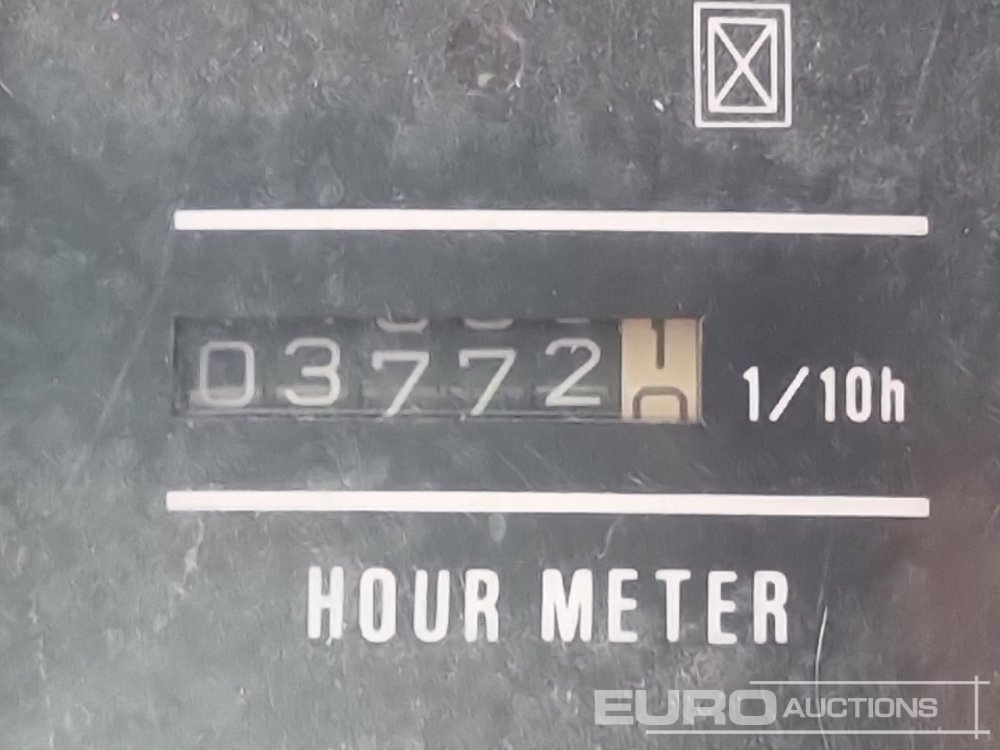 03772 1/10h
HOUR METER
EURO AUCTIONS